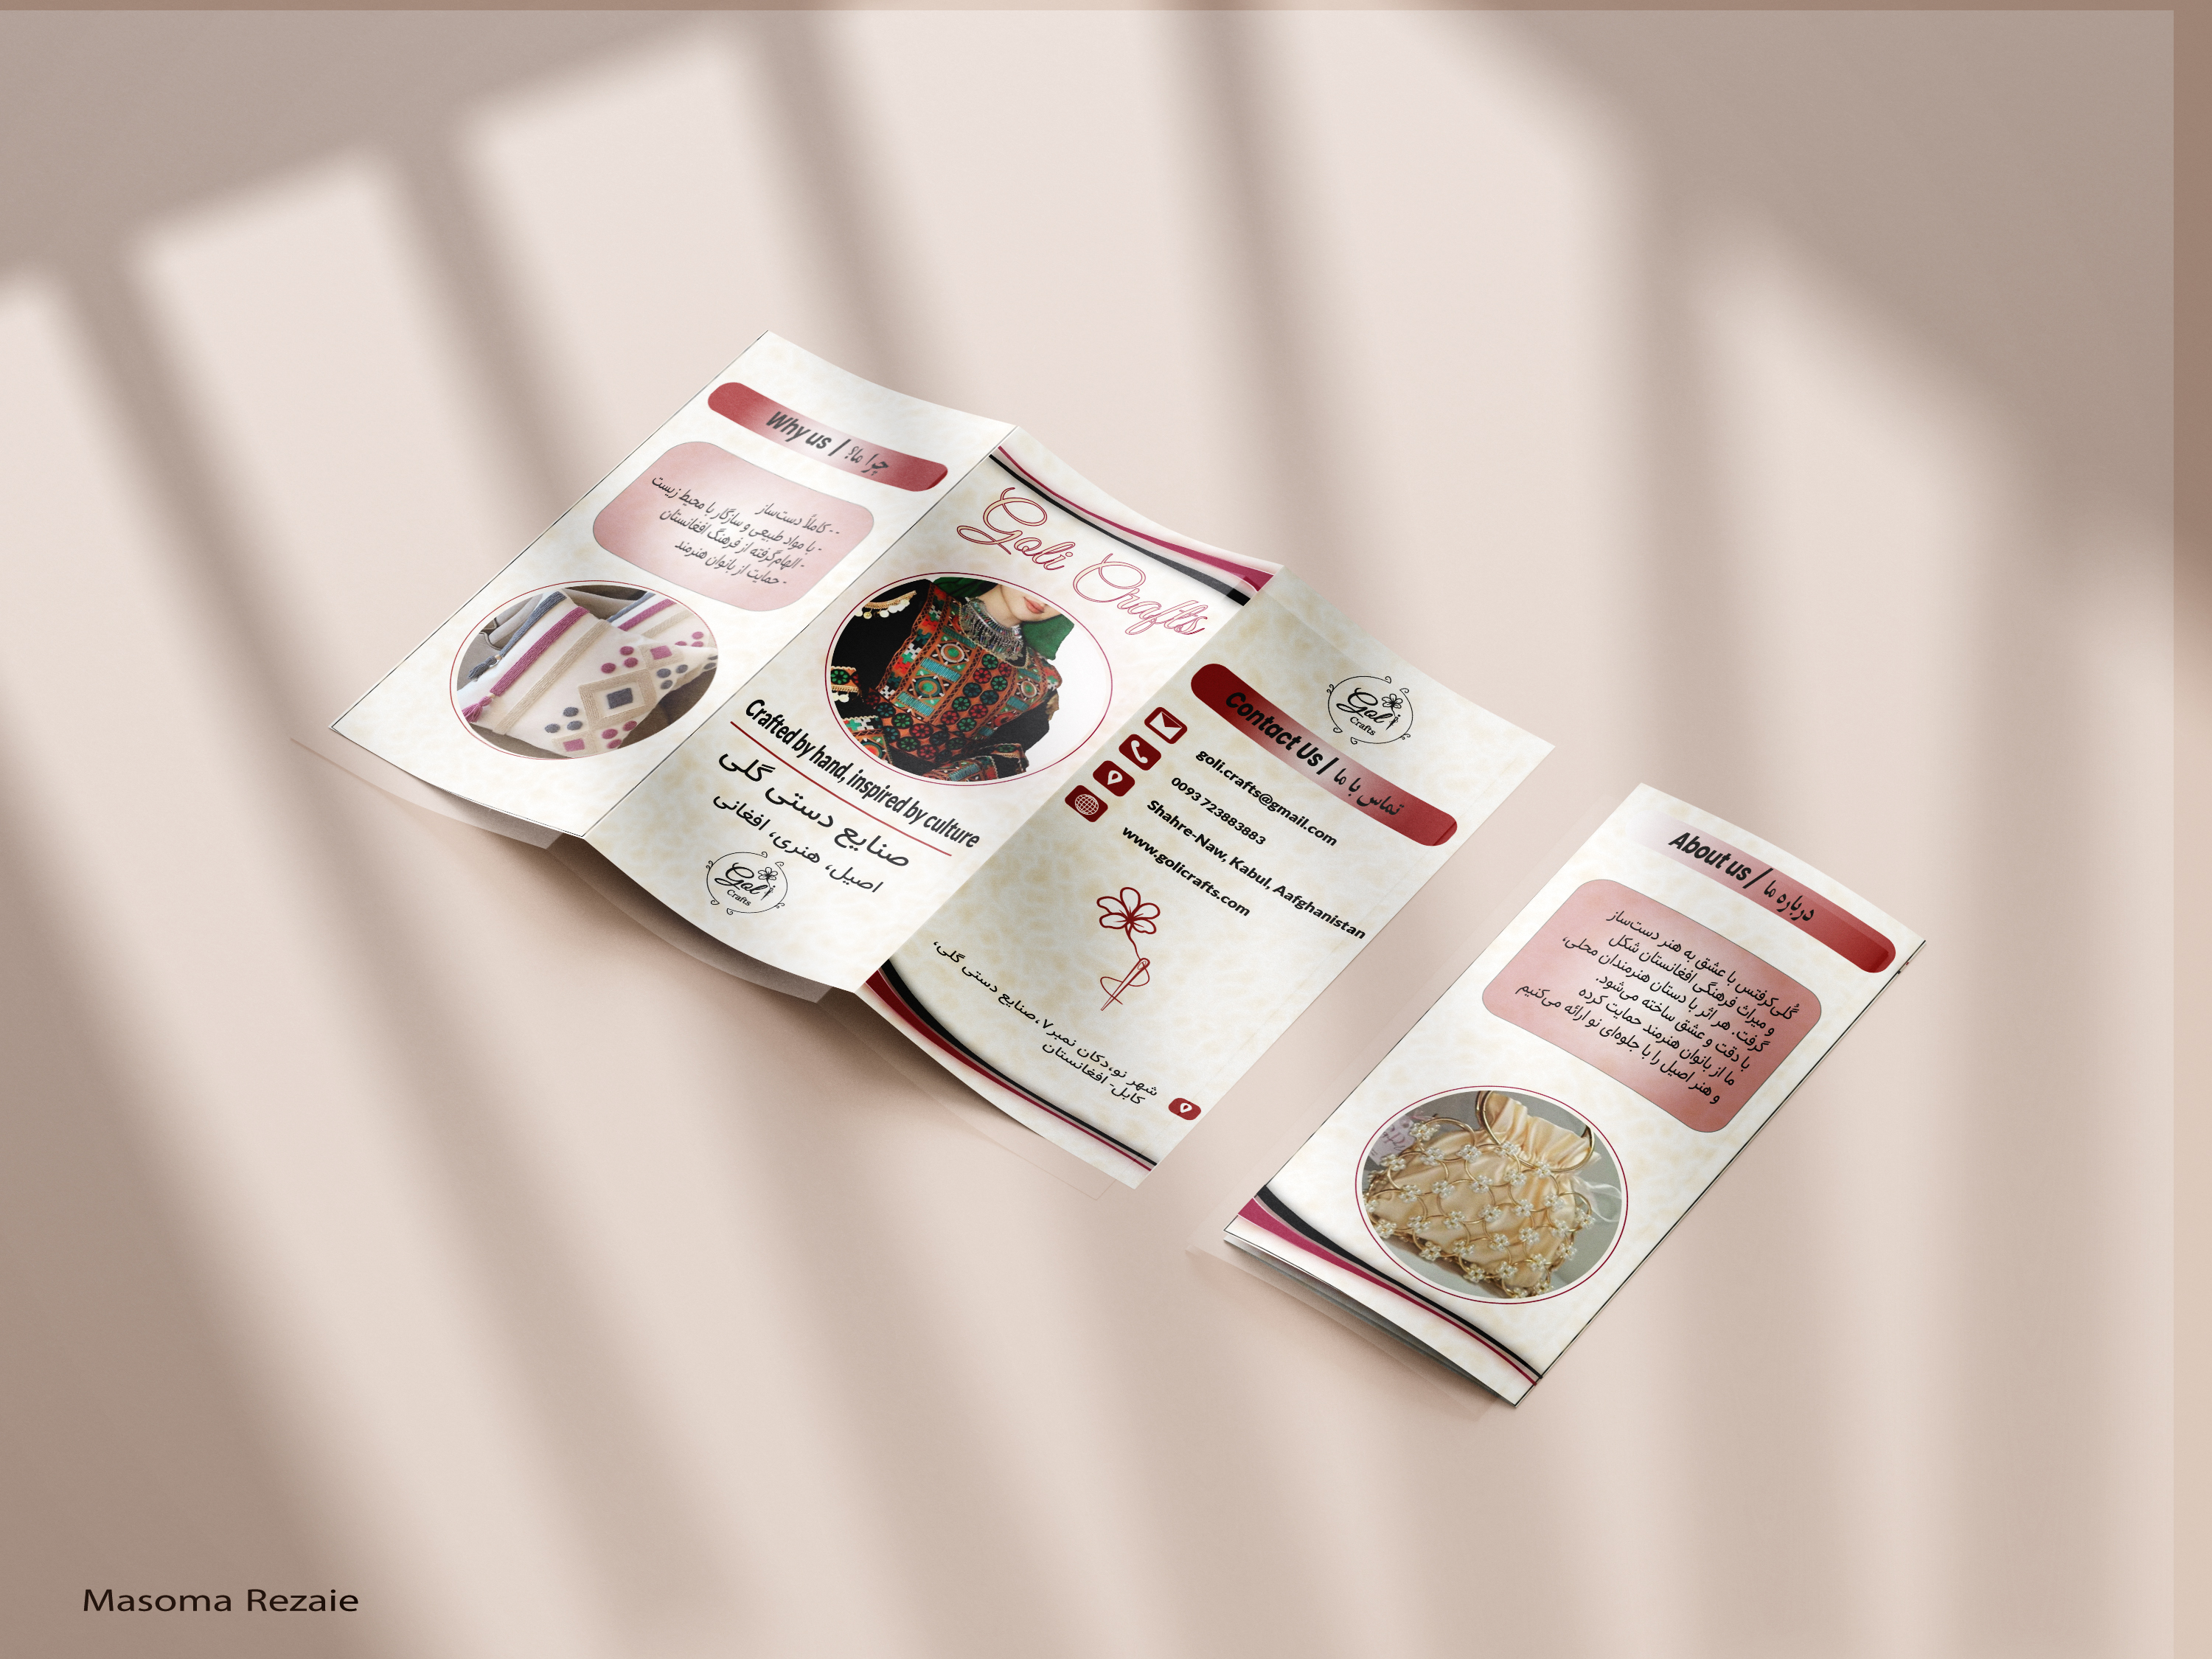 Why us / چرا ما؟
- - کاملاً دست‌ساز
- با مواد طبیعی و سازگار با محیط زیست
- الهام‌گرفته از فرهنگ افغانستان
- حمایت از بانوان هنرمند
Goli Crafts
Crafted by hand, inspired by culture
صنایع دستی گلی
اصیل، هنری، افغانی
Goli
Crafts
Goli
Crafts
Contact Us / تماس با ما
goli.crafts@gmail.com
0093 723883883
Shahre-Naw, Kabul, Aafghanistan
www.golicrafts.com
شهر نو،دکان نمبر ۷،صنایع دستی گلی،
کابل- افغانستان
About us / درباره ما
گلی‌کرفتس با عشق به هنر دست‌ساز
و میراث فرهنگی افغانستان شکل
گرفت. هر اثر با دستان هنرمندان محلی،
با دقت و عشق ساخته می‌شود.
ما از بانوان هنرمند حمایت کرده
و هنر اصیل را با جلوه‌ای نو ارائه می‌کنیم
Masoma Rezaie